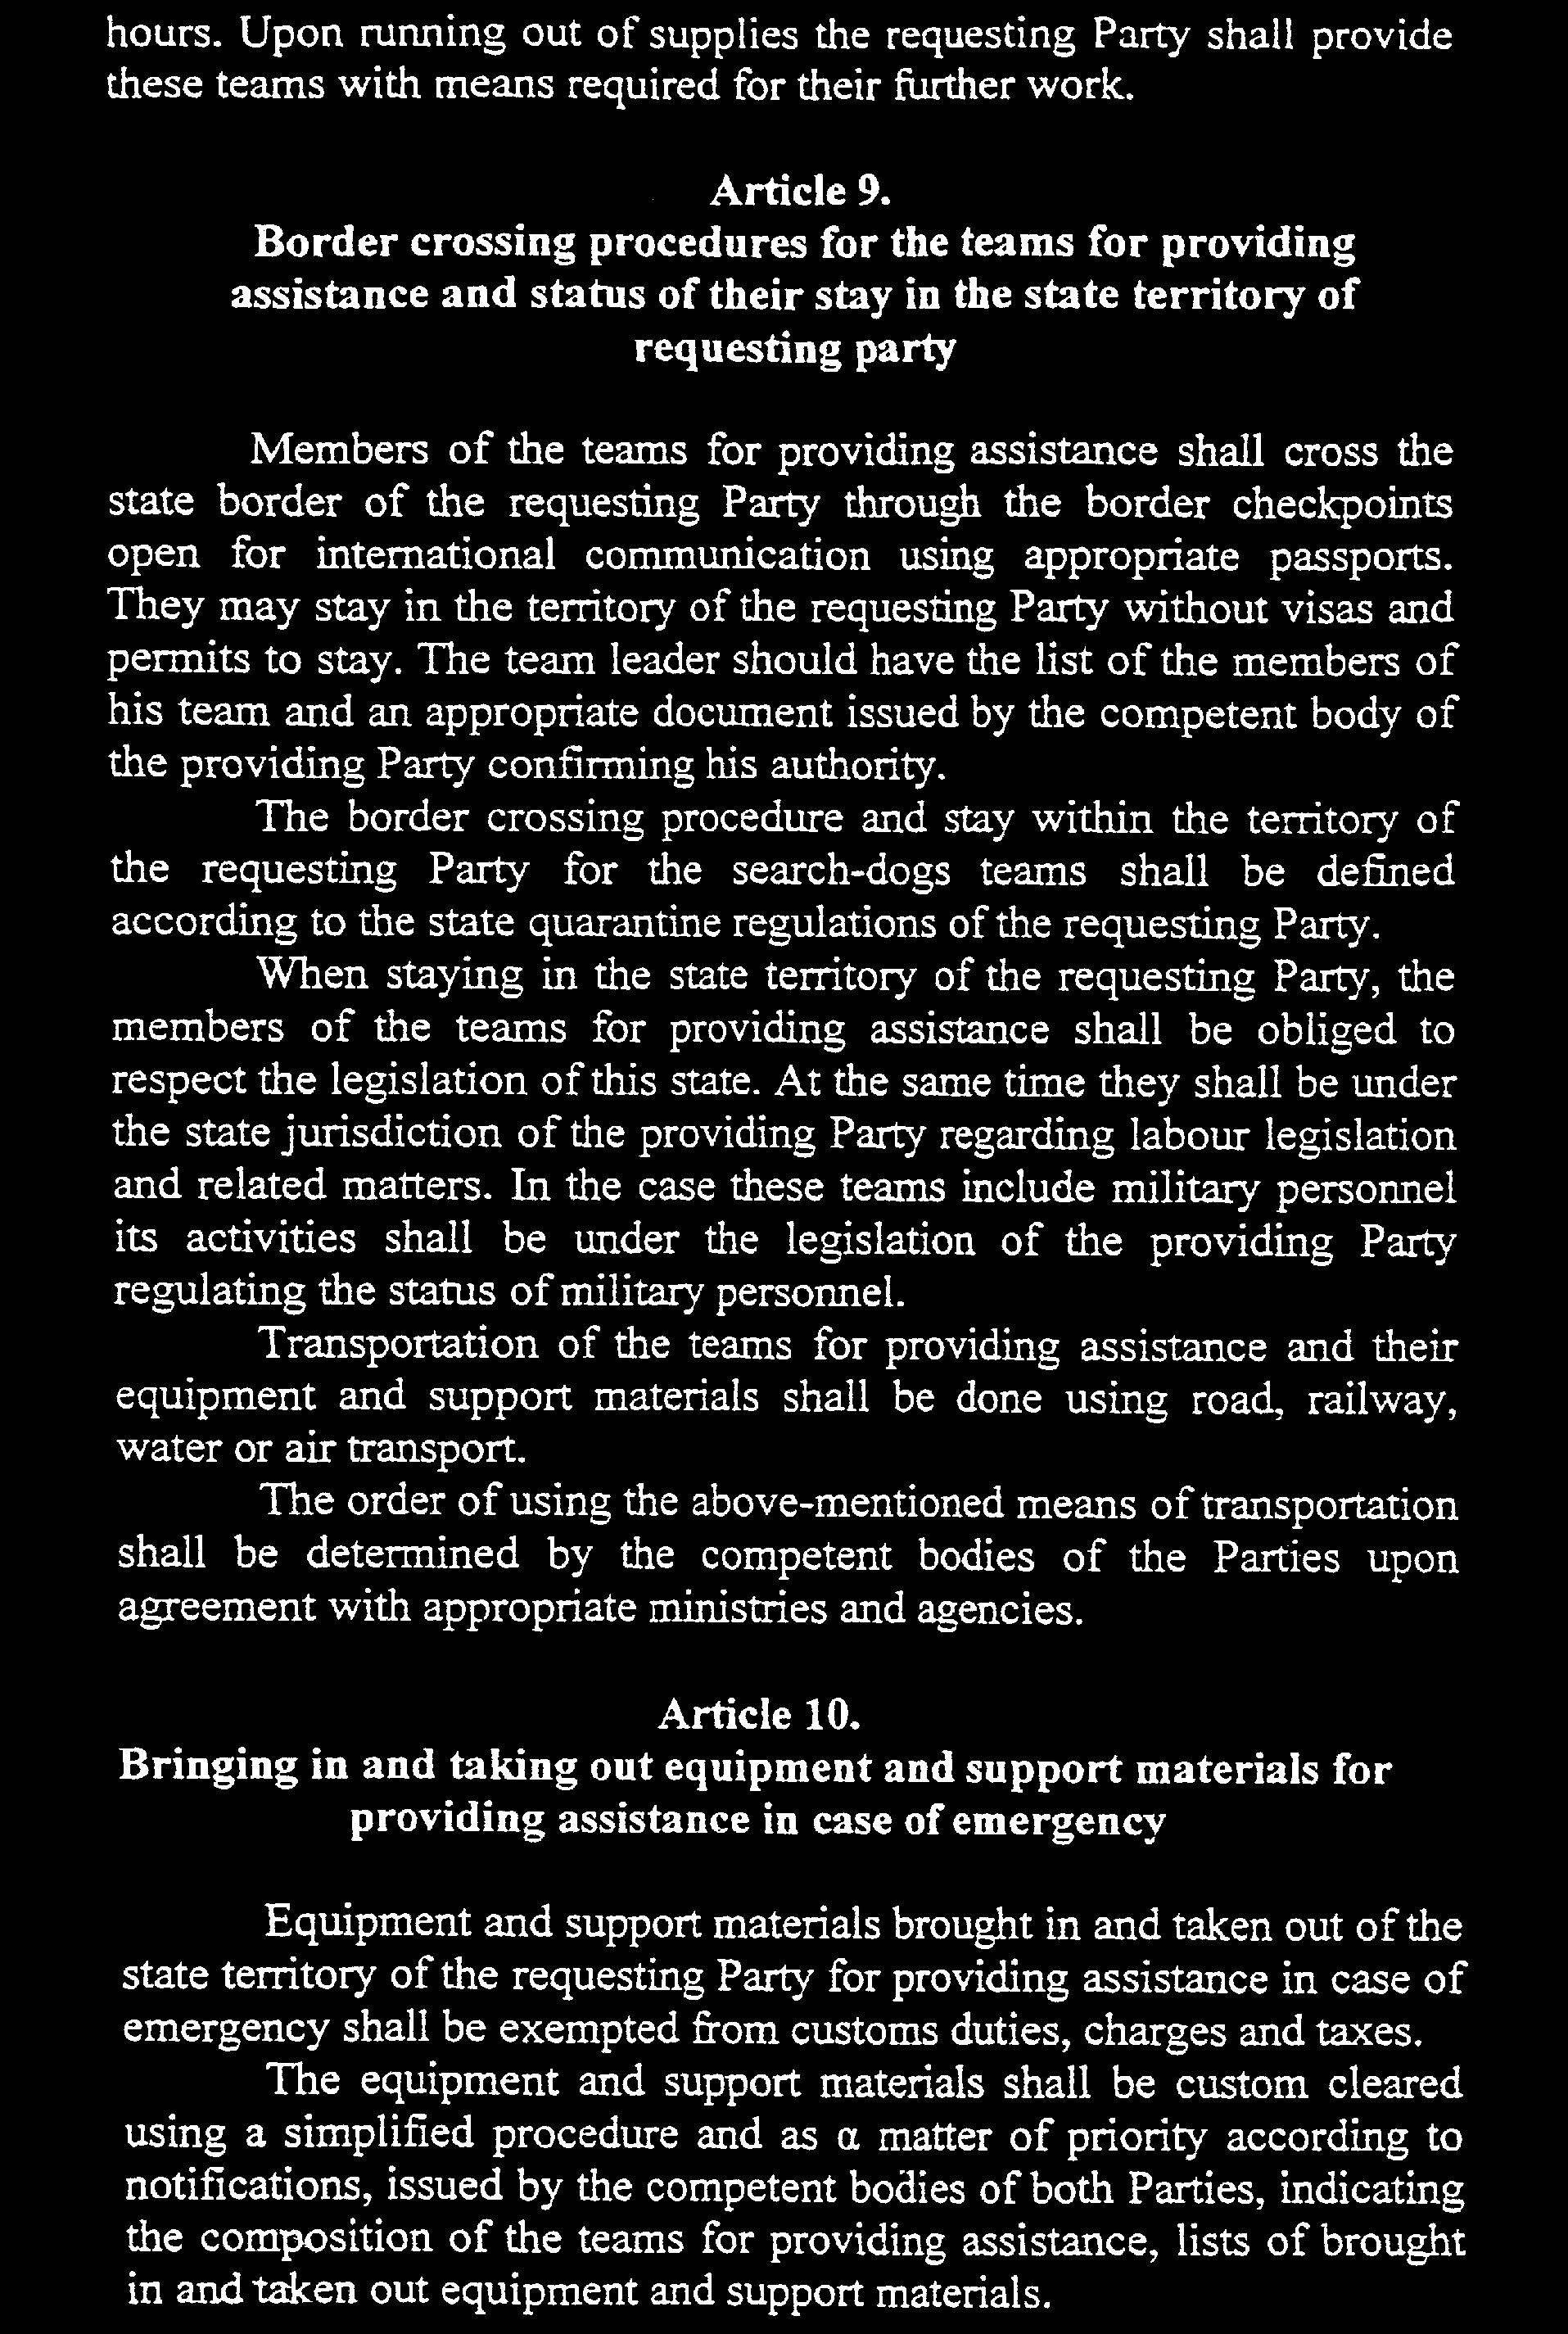 hours. Upon running out of supplies the requesting Party shall provide
these teams with means required for their further work.
Article 9.
Border crossing procedures for the teams for providing
assistance and status of their stay in the state territory of
requesting party
Members of the teams for providing assistance shall cross the
state border of the requesting Party through the border checkpoints
open for international communication using appropriate passports.
They may stay in the territory of the requesting Party without visas and
permits to stay. The team leader should have the list of the members of
his team and an appropriate document issued by the competent body of
the providing Party confirming his authority.
The border crossing procedure and stay within the territory of
the requesting Party for the search-dogs teams shall be defined
according to the state quarantine regulations of the requesting Party.
When staying in the state territory of the requesting Party, the
members of the teams for providing assistance shall be obliged to
respect the legislation of this state. At the same time they shall be under
the state jurisdiction of the providing Party regarding labour legislation
and related matters. In the case these teams include military personnel
its activities shall be under the legislation of the providing Party
regulating the status of military personnel.
Transportation of the teams for providing assistance and their
equipment and support materials shall be done using road, railway,
water or air transport.
The order of using the above-mentioned means of transportation
shall be determined by the competent bodies of the Parties upon
agreement with appropriate ministries and agencies.
Article 10.
Bringing in and taking out equipment and support materials for
providing assistance in case of emergency
Equipment and support materials brought in and taken out of the
state territory of the requesting Party for providing assistance in case of
emergency shall be exempted from customs duties, charges and taxes.
The equipment and support materials shall be custom cleared
using a simplified procedure and as a matter of priority according to
notifications, issued by the competent bodies of both Parties, indicating
the composition of the teams for providing assistance, lists of brought
in and taken out equipment and support materials.